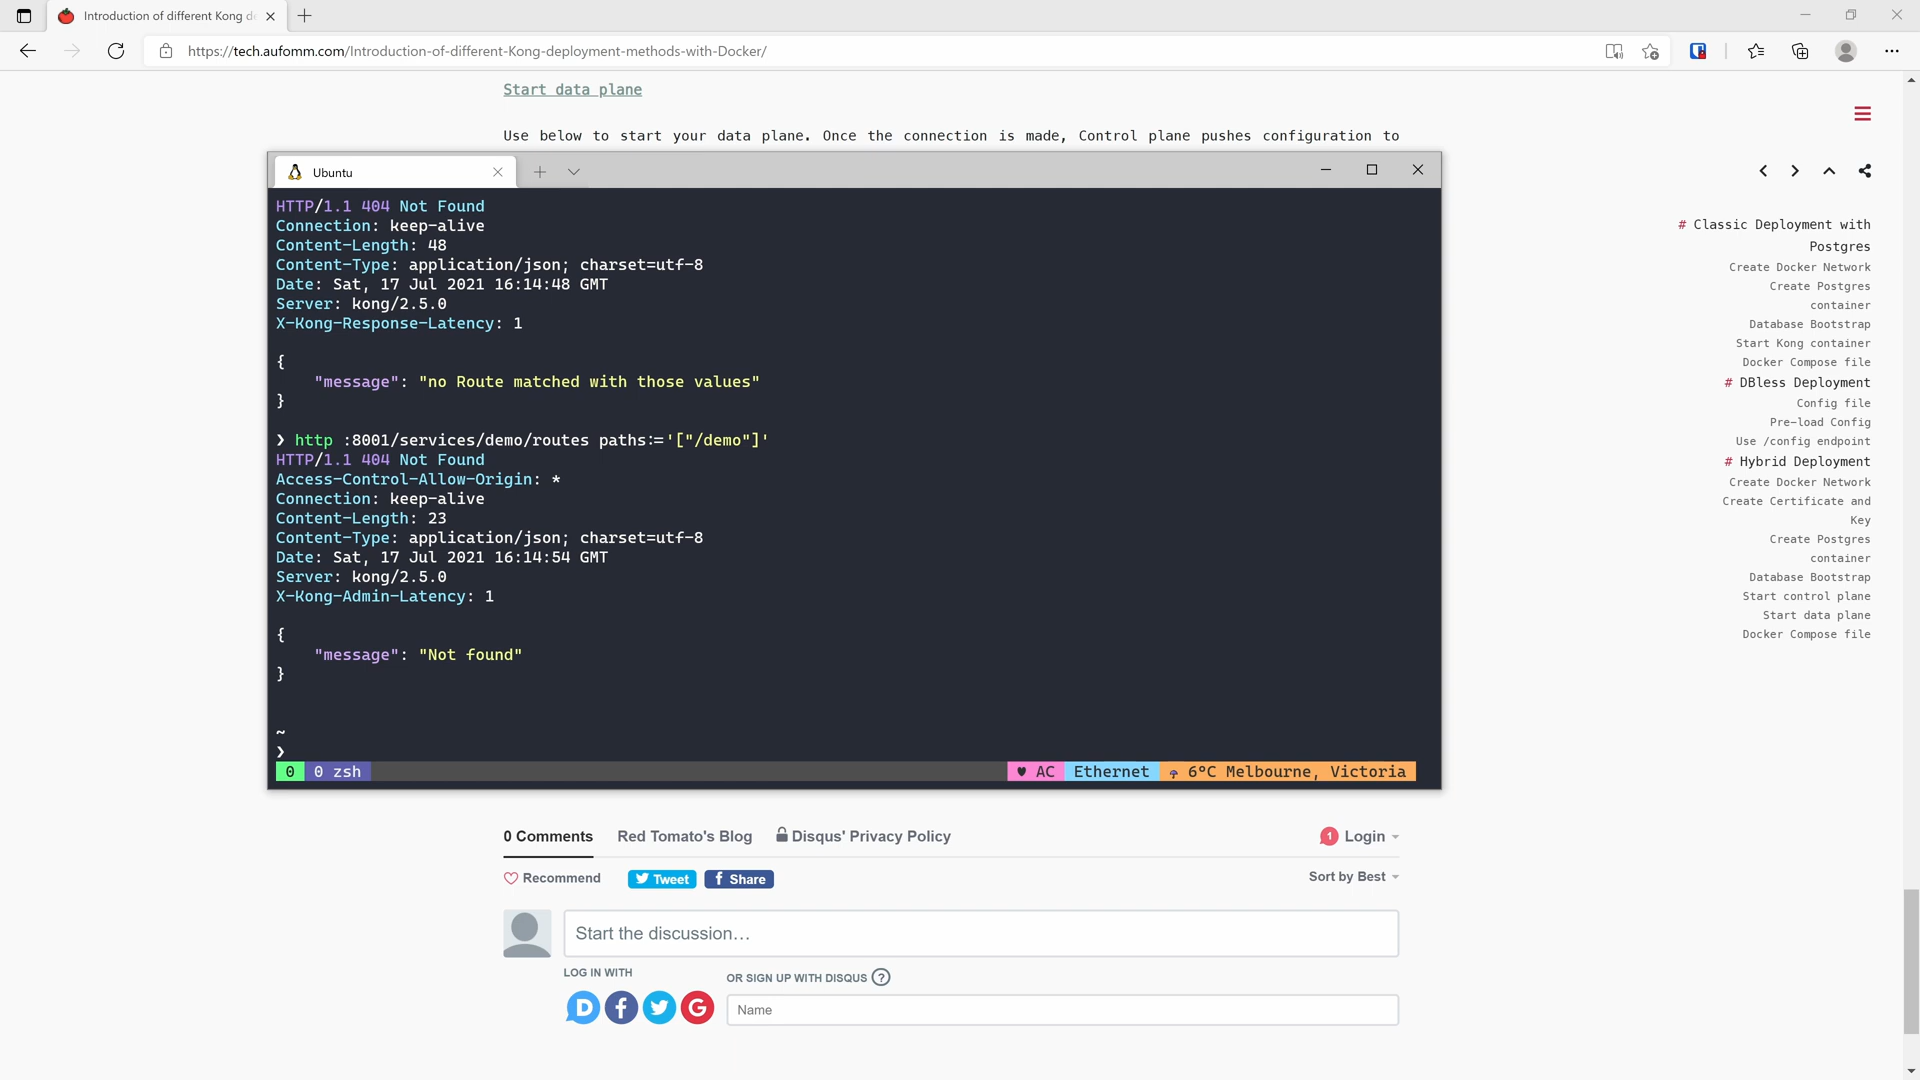 Introduction of different Kong de
https://tech.aufomm.com/Introduction-of-different-Kong-deployment-methods-with-Docker/
Start data plane
Use below to start your data plane. Once the connection is made, Control plane pushes configuration to
Ubuntu
HTTP/1.1 404 Not Found
Connection: keep-alive
Content-Length: 48
Content-Type: application/json; charset=utf-8
Date: Sat, 17 Jul 2021 16:14:48 GMT
Server: kong/2.5.0
X-Kong-Response-Latency: 1
{
"message": "no Route matched with those values"
}
❯ http :8001/services/demo/routes paths:='["/demo"]'
HTTP/1.1 404 Not Found
Access-Control-Allow-Origin: *
Connection: keep-alive
Content-Length: 23
Content-Type: application/json; charset=utf-8
Date: Sat, 17 Jul 2021 16:14:54 GMT
Server: kong/2.5.0
X-Kong-Admin-Latency: 1
{
"message": "Not found"
}
~
❯
0 0 zsh ♥ AC Ethernet 6°C Melbourne, Victoria
# Classic Deployment with
Postgres
Create Docker Network
Create Postgres
container
Database Bootstrap
Start Kong container
Docker Compose file
# DBless Deployment
Config file
Pre-load Config
Use /config endpoint
# Hybrid Deployment
Create Docker Network
Create Certificate and
Key
Create Postgres
container
Database Bootstrap
Start control plane
Start data plane
Docker Compose file
0 Comments Red Tomato's Blog Disqus' Privacy Policy 1 Login
Recommend Tweet f Share Sort by Best
Start the discussion…
LOG IN WITH
OR SIGN UP WITH DISQUS ?
D f G
Name